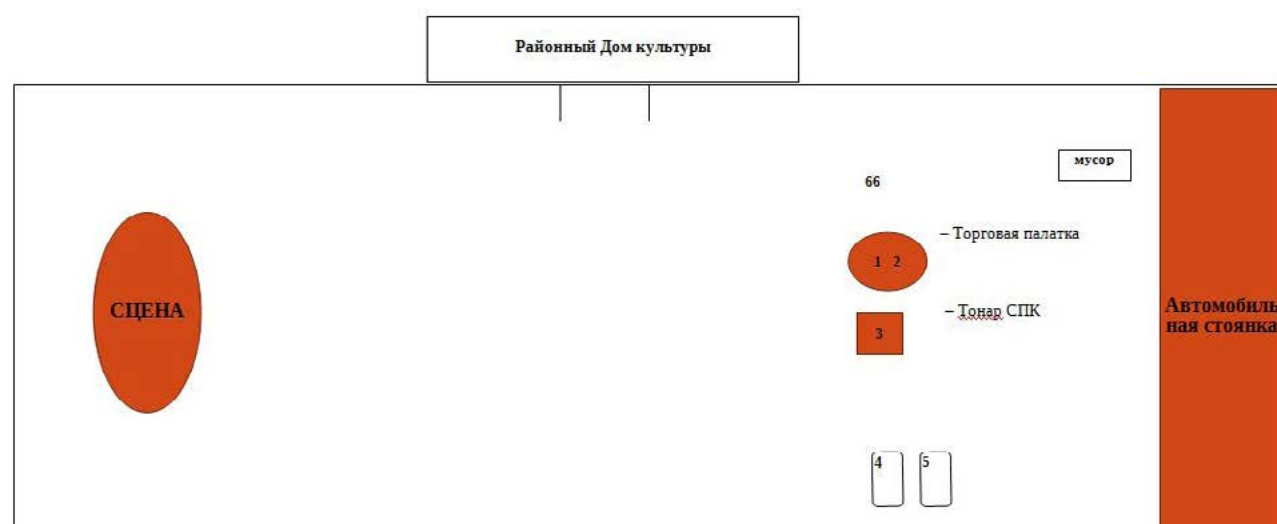 Районный Дом культуры
мусор
66
– Торговая палатка
1 2
СЦЕНА
– Тонар СПК
3
Автомобиль
ная стоянка
4
5